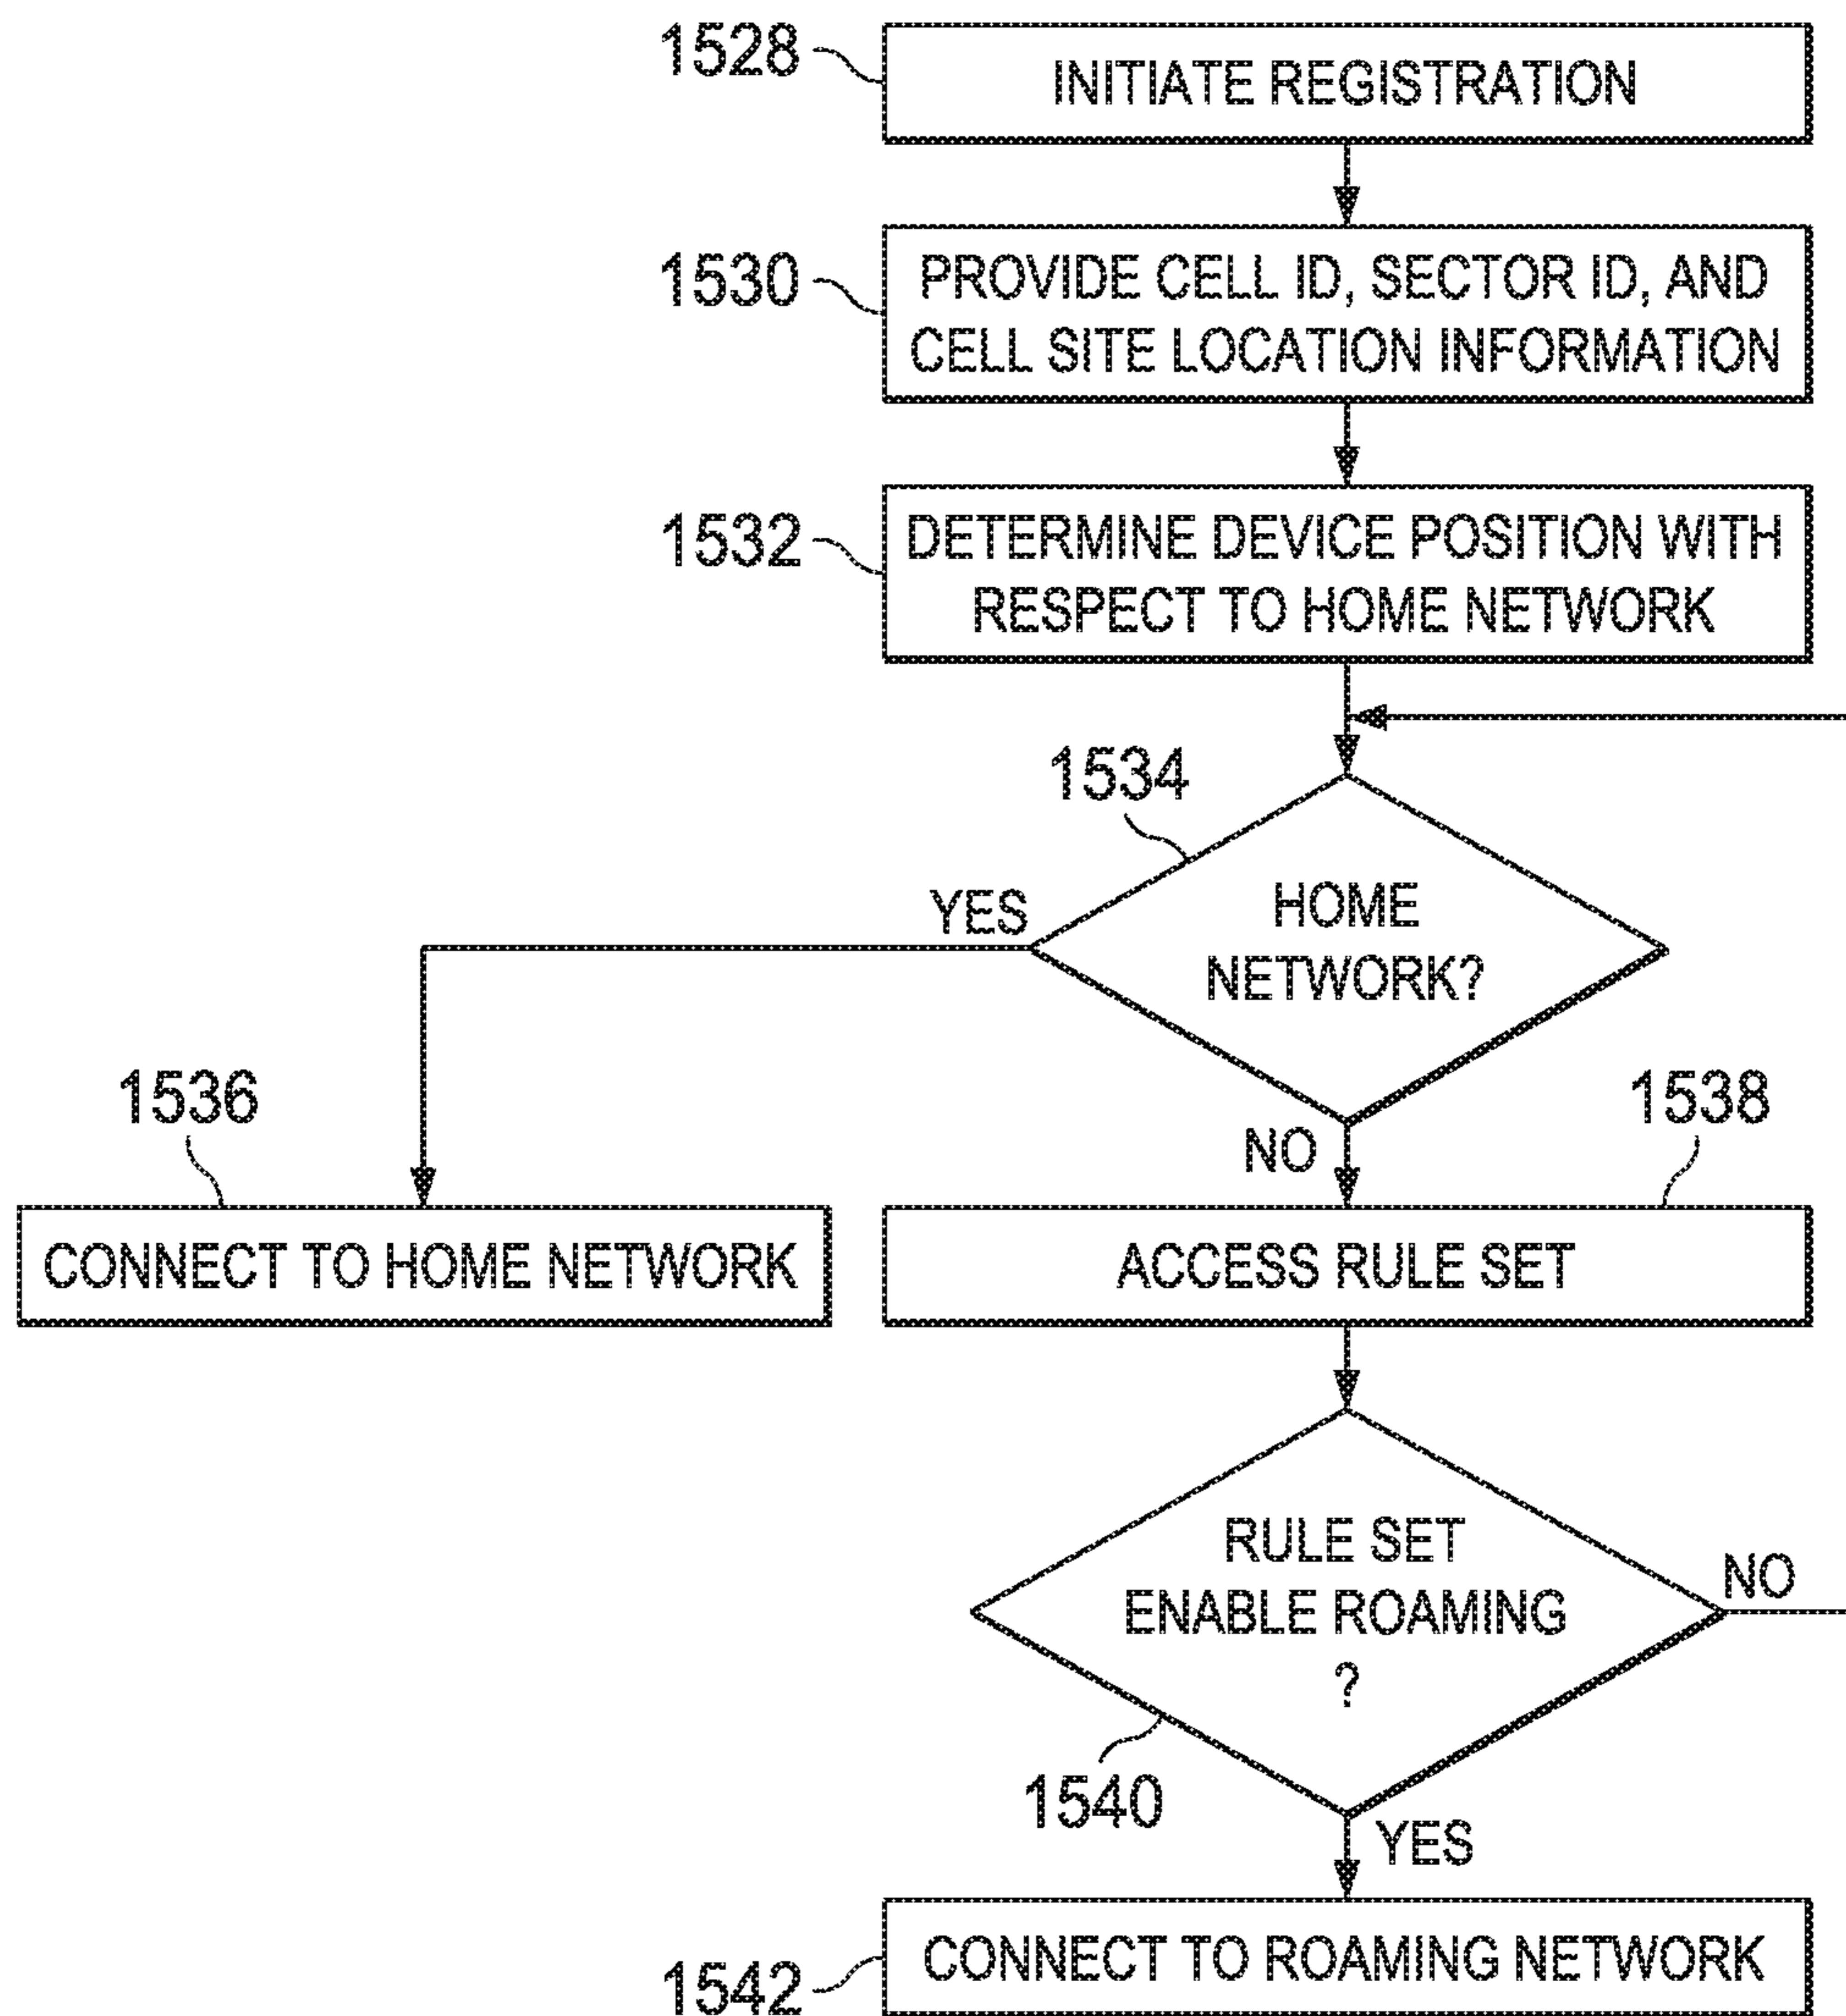 1528
INITIATE REGISTRATION
1530
PROVIDE CELL ID, SECTOR ID, AND
CELL SITE LOCATION INFORMATION
1532
DETERMINE DEVICE POSITION WITH
RESPECT TO HOME NETWORK
1534
YES
HOME
NETWORK?
NO
1536
1538
CONNECT TO HOME NETWORK
ACCESS RULE SET
RULE SET
ENABLE ROAMING
?
NO
1540
YES
CONNECT TO ROAMING NETWORK
1542